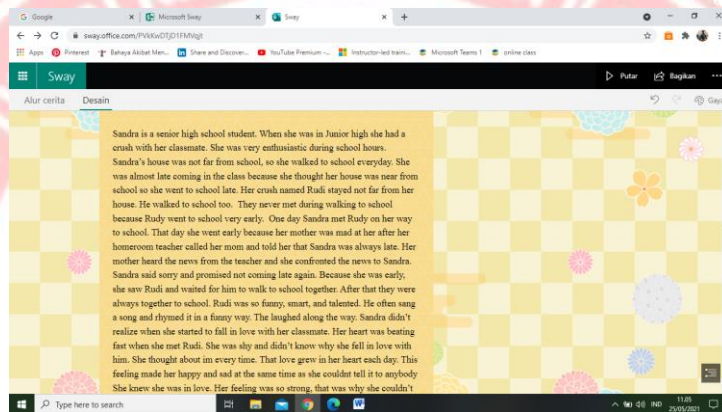 Google
Microsoft Sway
Sway
sway.office.com/PVkKwDTjD1FMVqjt
Apps Pinterest Bahaya Akibat Men... Share and Discover... YouTube Premium -... Instructor-led traini... Microsoft Teams 1 online class
Sway Putar Bagikan
Alur cerita Desain Gaya
Sandra is a senior high school student. When she was in Junior high she had a
crush with her classmate. She was very enthusiastic during school hours.
Sandra's house was not far from school, so she walked to school everyday. She
was almost late coming in the class because she thought her house was near from
school so she went to school late. Her crush named Rudi stayed not far from her
house. He walked to school too. They never met during walking to school
because Rudy went to school very early. One day Sandra met Rudy on her way
to school. That day she went early because her mother was mad at her after her
homeroom teacher called her mom and told her that Sandra was always late. Her
mother heard the news from the teacher and she confronted the news to Sandra.
Sandra said sorry and promised not coming late again. Because she was early,
she saw Rudi and waited for him to walk to school together. After that they were
always together to school. Rudi was so funny, smart, and talented. He often sang
a song and rhymed it in a funny way. The laughed along the way. Sandra didn't
realize when she started to fall in love with her classmate. Her heart was beating
fast when she met Rudi. She was shy and didn't know why she fell in love with
him. She thought about im every time. That love grew in her heart each day. This
feeling made her happy and sad at the same time as she couldnt tell it to anybody
She knew she was in love. Her feeling was so strong, that was why she couldn't
Type here to search
IND
11.05
25/05/2021